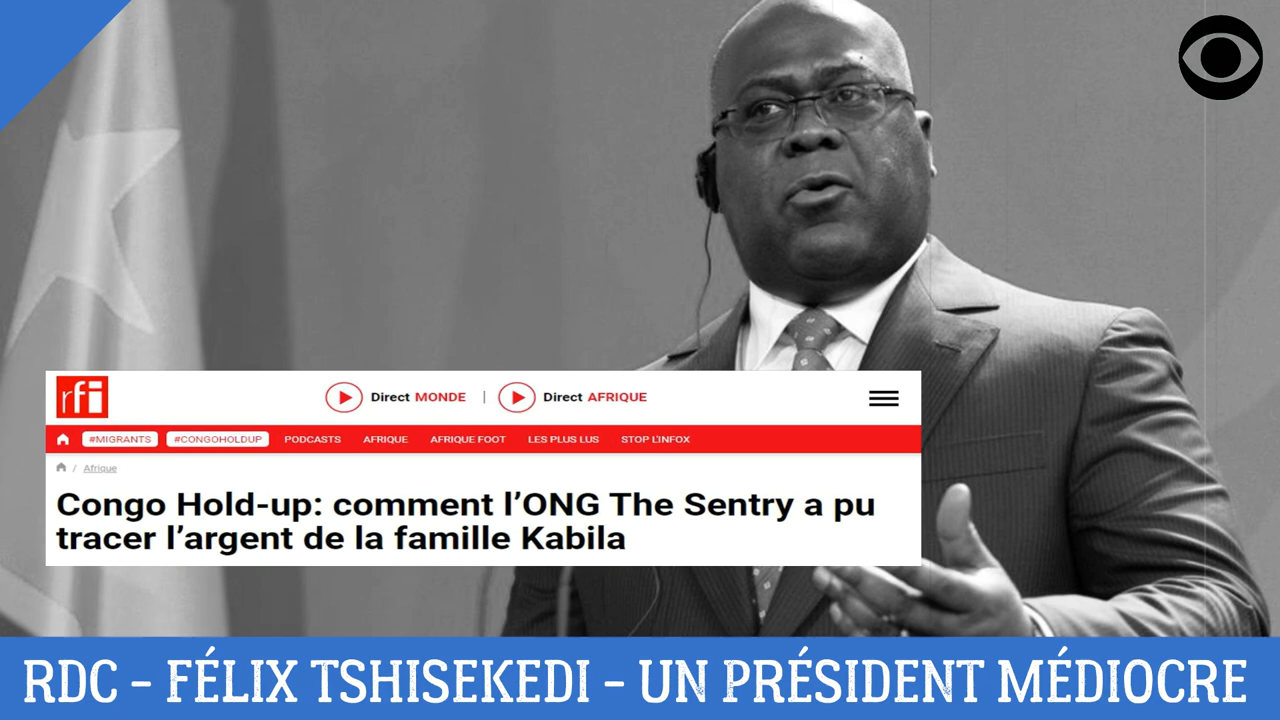 rfi
Direct MONDE | Direct AFRIQUE
#MIGRANTS #CONGOHOLDUP PODCASTS AFRIQUE AFRIQUE FOOT LES PLUS LUS STOP L'INFOX
/ Afrique
Congo Hold-up: comment l’ONG The Sentry a pu
tracer l’argent de la famille Kabila
RDC - FÉLIX TSHISEKEDI - UN PRÉSIDENT MÉDIOCRE